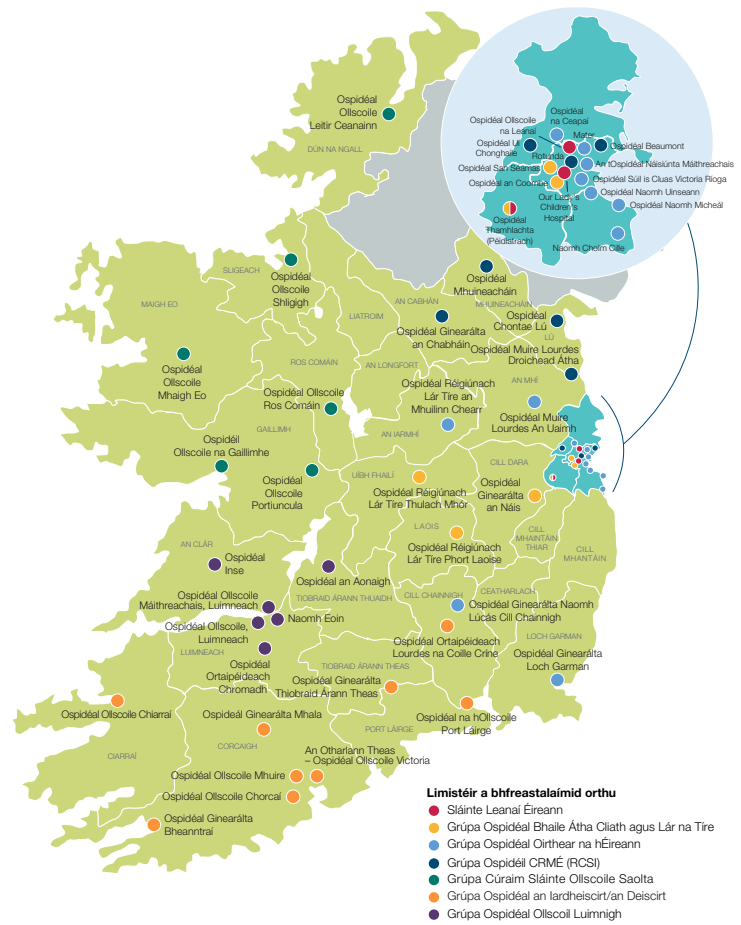 Ospidéal
Ollscoile
Leitir Ceanainn
DÚN NA NGALL
Ospidéal
na Ceapaí
Ospidéal Ollscoile
na Leanaí
Mater
Ospidéal Uí
Chonghaile
Ospidéal Beaumont
Rotunda
An tOspidéal Náisiúnta Máithreachais
Ospidéal San Séamas
Ospidéal Súil is Cluas Victoria Ríoga
Ospidéal an Coombe
Ospidéal Naomh Uinseann
Our Lady's
Children's
Hospital
Ospidéal Naomh Micheál
Ospidéal
Thamhlachta
(Péidiatrach)
Naomh Cholm Cille
SLIGEACH
Ospidéal
Ollscoile
Shligigh
Ospidéal
Mhuineacháin
MAIGH EO
LIATROIM
AN CABHÁN
MHUINEACHÁIN
Ospidéal Ginearálta
an Chabháin
Ospidéal
Chontae Lú
LÚ
Ospidéal Muire Lourdes
Droichead Átha
Ospidéal
Ollscoile
Mhaigh Eo
ROS COMÁIN
AN LONGFORT
AN MHÍ
Ospidéal Réigiúnach
Lár Tíre an
Mhuilinn Chearr
Ospidéal Ollscoile
Ros Comáin
Ospidéal Muire
Lourdes An Uaimh
GAILLIMH
AN IARMHÍ
Ospidéil
Ollscoile na Gaillimhe
CILL DARA
Ospidéal
Ollscoile
Portiuncula
UÍBH FHAILÍ
Ospidéal Réigiúnach
Lár Tíre Thulach Mhór
Ospidéal
Ginearálta
an Náis
LAOIS
CILL
MHAINTÁIN
THIAR
AN CLÁR
Ospidéal
Inse
Ospidéal Réigiúnach
Lár Tíre Phort Laoise
CILL
MHANTÁIN
Ospidéal an Aonaigh
Ospidéal Ollscoile
Máithreachais, Luimneach
TIOBRAID ÁRANN THUAIDH
CILL CHAINNIGH
CEATHARLACH
Ospidéal Ginearálta Naomh
Lúcás Cill Chainnigh
Naomh Eoin
Ospidéal Ollscoile,
Luimneach
LUIMNEACH
Ospidéal Ortaipéideach
Lourdes na Coille Críne
LOCH GARMAN
Ospidéal Ginearálta
Loch Garman
Ospidéal
Ortaipéideach
Chromadh
TIOBRAID ÁRANN THEAS
Ospidéal Ginearálta
Thiobraid Árann Theas
Ospidéal Ollscoile Chiarraí
Ospideál Ginearálta Mhala
Ospidéal na hOllscoile
Port Láirge
PORT LÁIRGE
CIARRAÍ
CORCAIGH
An Otharlann Theas
– Ospidéal Ollscoile Victoria
Ospidéal Ollscoile Mhuire
Ospidéal Ollscoile Chorcaí
Ospidéal Ginearálta
Bheanntraí
Limistéir a bhfreastalaímid orthu
Sláinte Leanaí Éireann
Grúpa Ospidéal Bhaile Átha Cliath agus Lár na Tíre
Grúpa Ospidéal Oirthear na hÉireann
Grúpa Ospidéil CRMÉ (RCSI)
Grúpa Cúraim Sláinte Ollscoile Saolta
Grúpa Ospidéal an Iardheiscirt/an Deiscirt
Grúpa Ospidéal Ollscoil Luimnigh